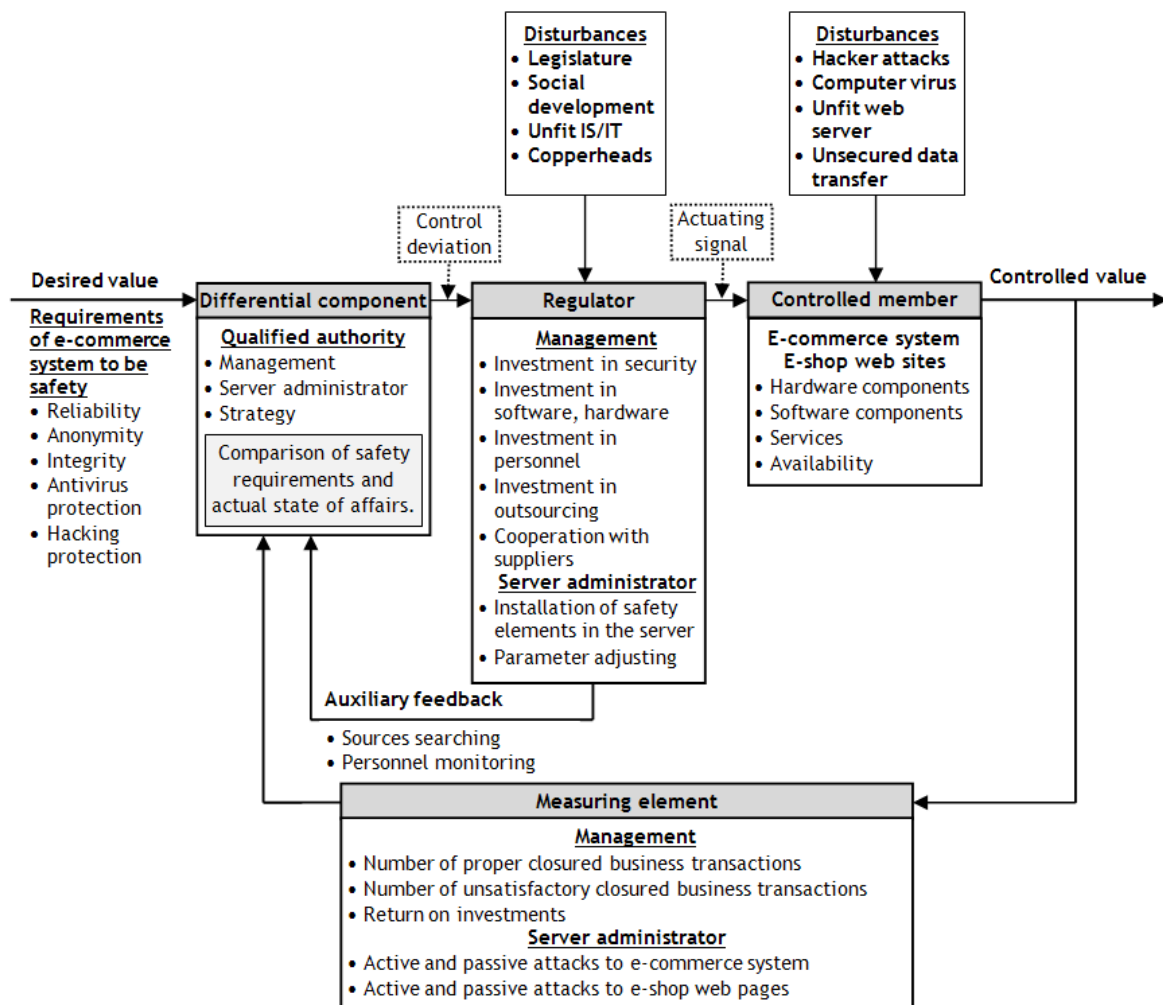 Disturbances
• Legislature
• Social
development
• Unfit IS/IT
• Copperheads
Disturbances
• Hacker attacks
• Computer virus
• Unfit web
server
• Unsecured data
transfer
Control
deviation
Actuating
signal
Desired value
Requirements
of e-commerce
system to be
safety
• Reliability
• Anonymity
• Integrity
• Antivirus
protection
• Hacking
protection
Differential component
Qualified authority
• Management
• Server administrator
• Strategy
Comparison of safety
requirements and
actual state of affairs.
Regulator
Management
• Investment in security
• Investment in
software, hardware
• Investment in
personnel
• Investment in
outsourcing
• Cooperation with
suppliers
Server administrator
• Installation of safety
elements in the server
• Parameter adjusting
Controlled member
E-commerce system
E-shop web sites
• Hardware components
• Software components
• Services
• Availability
Controlled value
Auxiliary feedback
• Sources searching
• Personnel monitoring
Measuring element
Management
• Number of proper closured business transactions
• Number of unsatisfactory closured business transactions
• Return on investments
Server administrator
• Active and passive attacks to e-commerce system
• Active and passive attacks to e-shop web pages